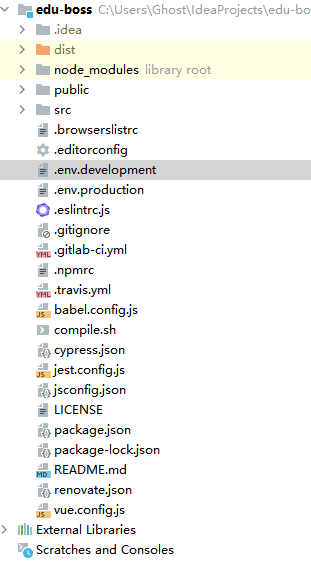 edu-boss C:\Users\Ghost\IdeaProjects\edu-bo
.idea
dist
node_modules library root
public
src
.browserslistrc
.editorconfig
.env.development
.env.production
.eslintrc.js
.gitignore
.gitlab-ci.yml
.npmrc
.travis.yml
babel.config.js
compile.sh
cypress.json
jest.config.js
jsconfig.json
LICENSE
package.json
package-lock.json
README.md
renovate.json
vue.config.js
External Libraries
Scratches and Consoles